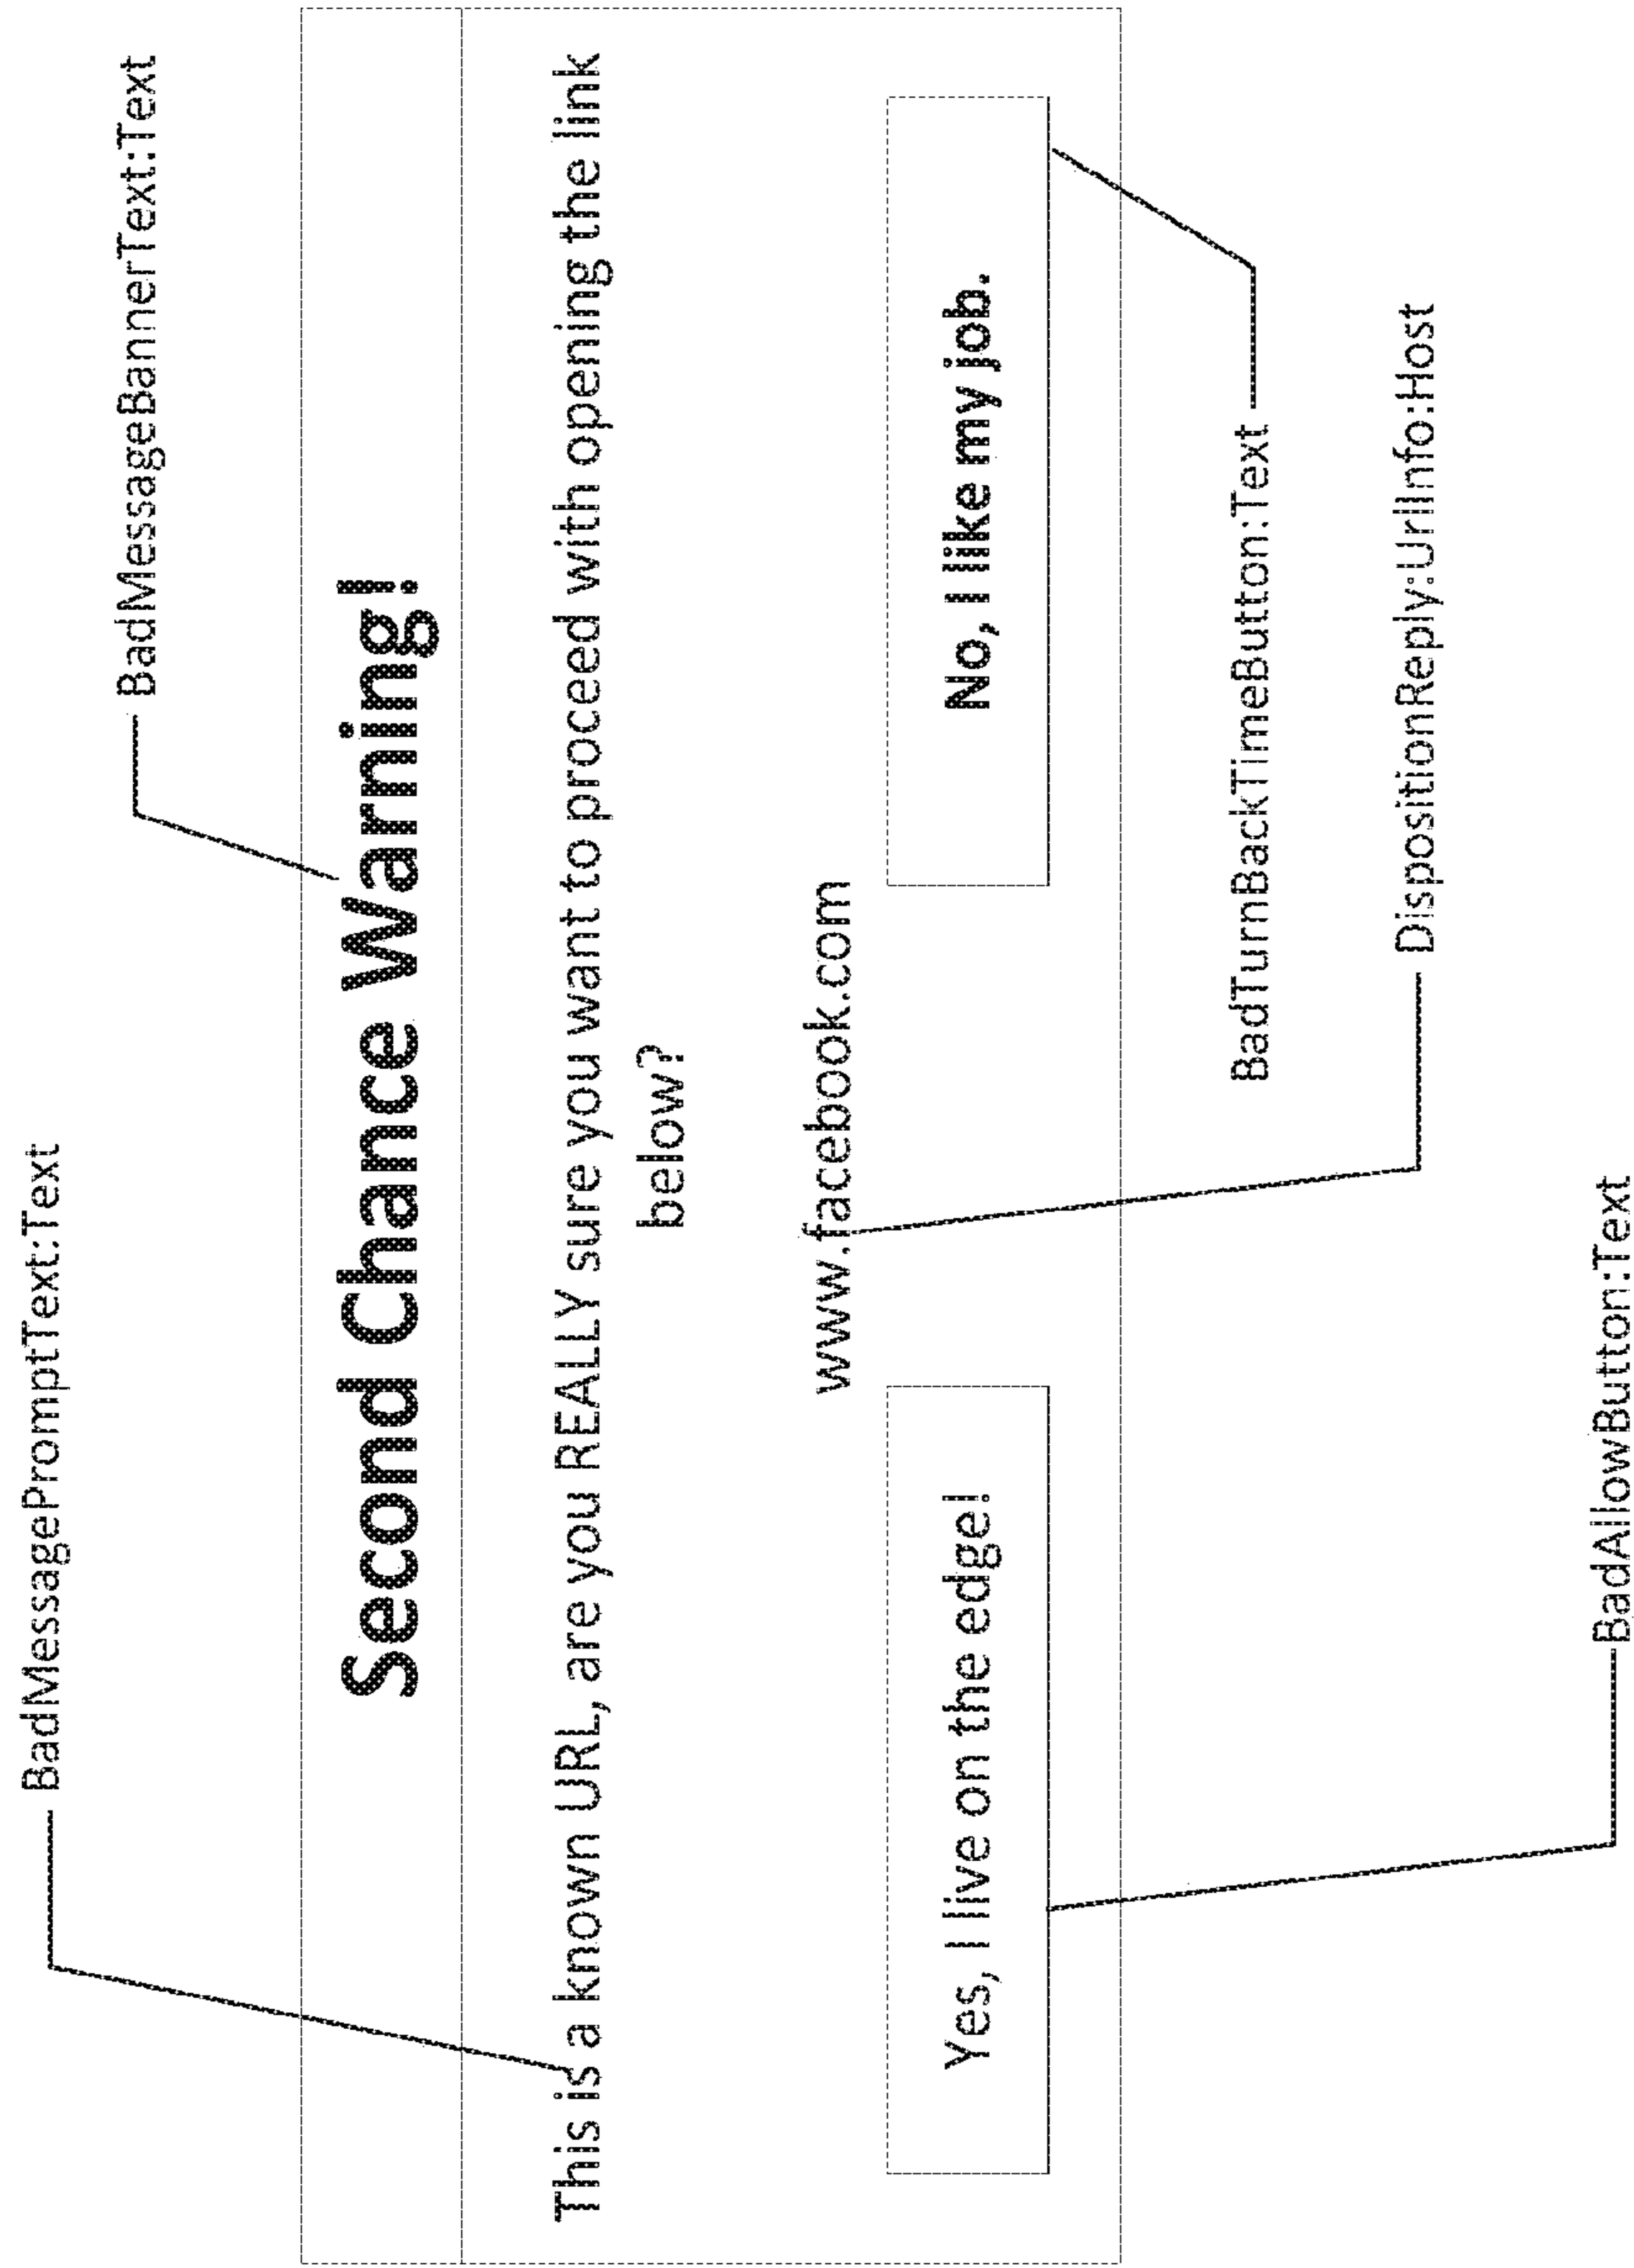 BadMessagePromptText:Text
BadMessageBannerText:Text
Second Chance Warning!
This is a known URL, are you REALLY sure you want to proceed with opening the link
below?
www.facebook.com
Yes, I live on the edge!
No, I like my job.
BadTurnBackTimeButton:Text
DispositionReply:UrlInfo:Host
BadAllowButton:Text